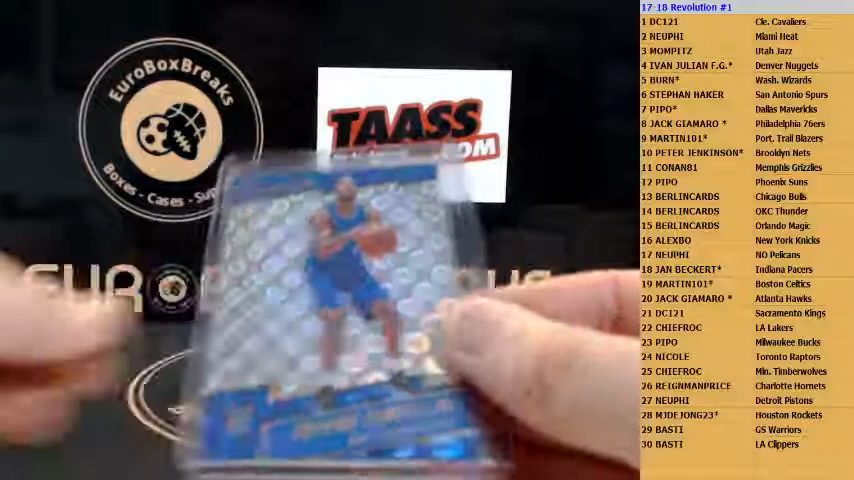 EuroBoxBreaks
Boxes - Cases - Su
TAASS
OM
EUR
17-18 Revolution #1
1 DC121 Cle. Cavaliers
2 NEUPHI Miami Heat
3 MOMPITZ Utah Jazz
4 IVAN JULIAN F.G.* Denver Nuggets
5 BURN* Wash. Wizards
6 STEPHAN HAKER San Antonio Spurs
7 PIPO* Dallas Mavericks
8 JACK GIAMARO * Philadelphia 76ers
9 MARTIN101* Port. Trail Blazers
10 PETER JENKINSON* Brooklyn Nets
11 CONAN81 Memphis Grizzlies
12 PIPO Phoenix Suns
13 BERLINCARDS Chicago Bulls
14 BERLINCARDS OKC Thunder
15 BERLINCARDS Orlando Magic
16 ALEXBO New York Knicks
17 NEUPHI NO Pelicans
18 JAN BECKERT* Indiana Pacers
19 MARTIN101* Boston Celtics
20 JACK GIAMARO * Atlanta Hawks
21 DC121 Sacramento Kings
22 CHIEFROC LA Lakers
23 PIPO Milwaukee Bucks
24 NICOLE Toronto Raptors
25 CHIEFROC Min. Timberwolves
26 REIGNMANPRICE Charlotte Hornets
27 NEUPHI Detroit Pistons
28 MJDEJONG23* Houston Rockets
29 BASTI GS Warriors
30 BASTI LA Clippers